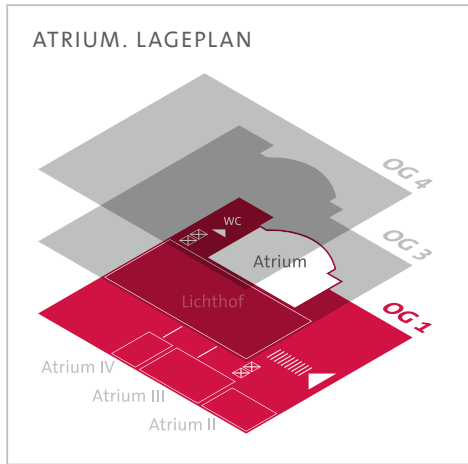 ATRIUM. LAGEPLAN
OG 4
WC
OG 3
Atrium
Lichthof
OG 1
Atrium IV
Atrium III
Atrium II